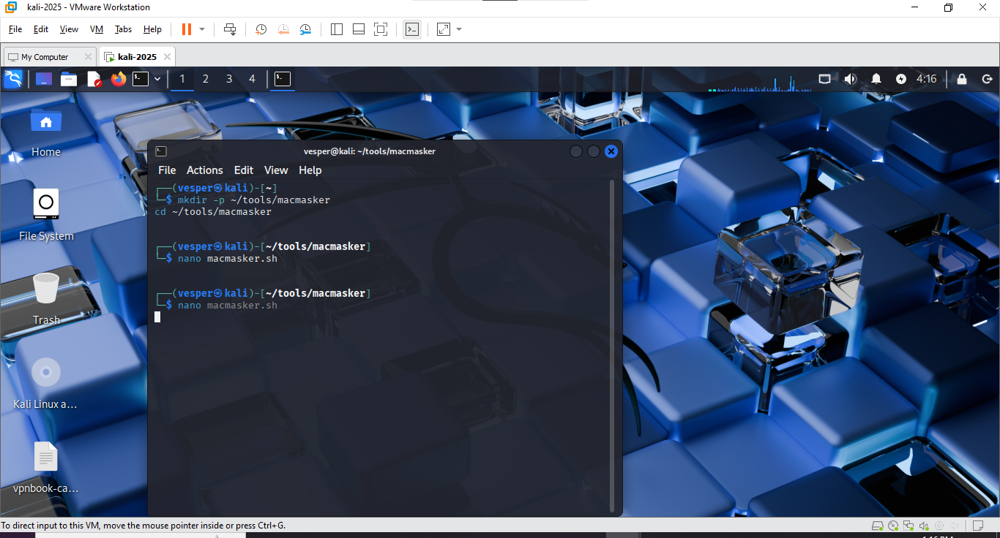 kali-2025 - VMware Workstation
File Edit View VM Tabs Help
My Computer kali-2025
1 2 3 4 4:16
Home
File System
Trash
Kali Linux a...
vpnbook-ca...
vesper@kali: ~/tools/macmasker
File Actions Edit View Help
┌──(vesper㉿kali)-[~]
└─$ mkdir -p ~/tools/macmasker
cd ~/tools/macmasker
┌──(vesper㉿kali)-[~/tools/macmasker]
└─$ nano macmasker.sh
┌──(vesper㉿kali)-[~/tools/macmasker]
└─$ nano macmasker.sh
To direct input to this VM, move the mouse pointer inside or press Ctrl+G.